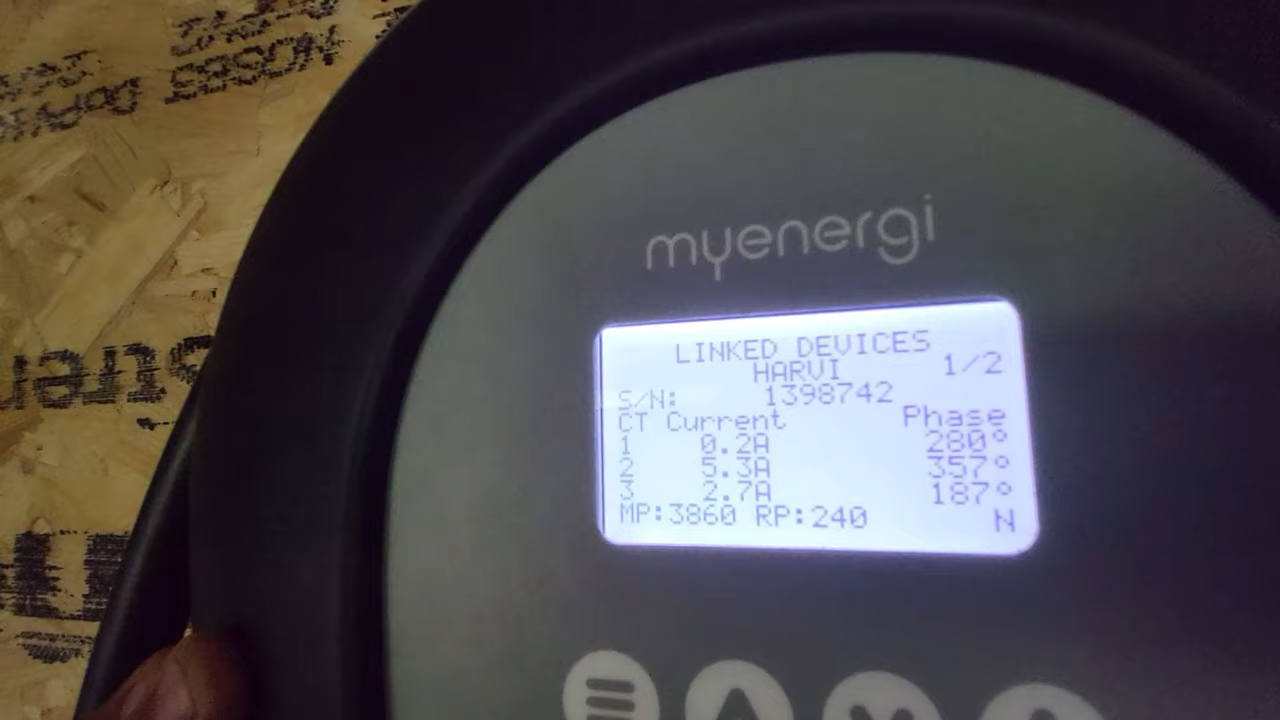 myenergi
LINKED DEVICES
HARVI 1/2
S/N: 1398742
CT Current Phase
1 0.2A 280°
2 5.3A 357°
3 2.7A 187°
MP:3860 RP:240 N